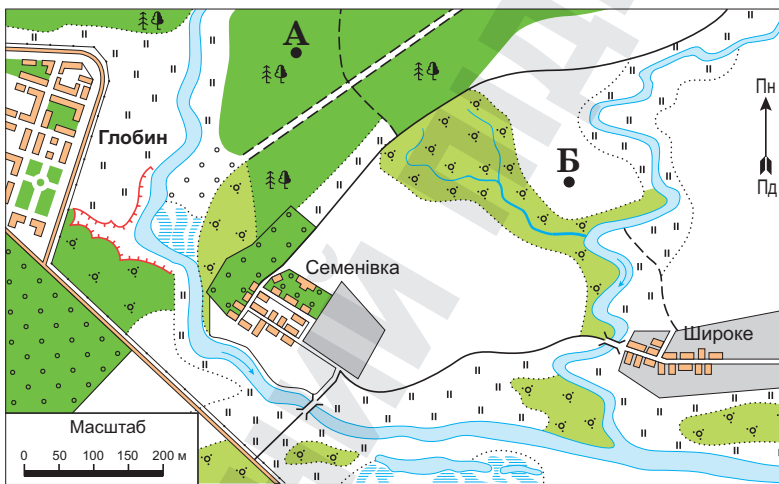 А
Пн
Глобин
Б
Пд
Семенівка
Широке
Масштаб
0 50 100 150 200 м